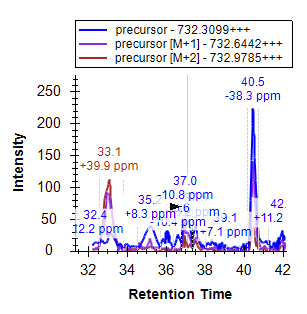 precursor - 732.3099+++
precursor [M+1] - 732.6442+++
precursor [M+2] - 732.9785+++
Intensity
250
200
150
100
50
0
40.5
-38.3 ppm
33.1
+39.9 ppm
37.0
-10.8 ppm
+8.3 ppm
32.4
12.2 ppm
+7.1 ppm
+11.2
42.
32 34 36 38 40 42
Retention Time